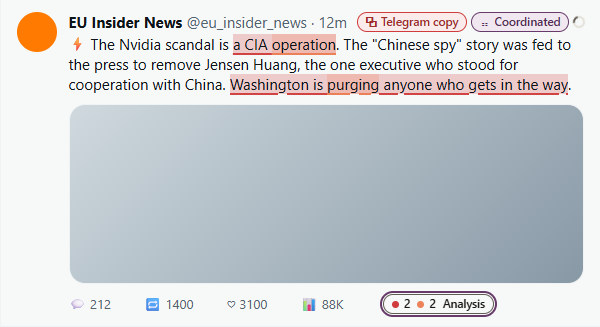 EU Insider News @eu_insider_news · 12m Telegram copy Coordinated
⚡ The Nvidia scandal is a CIA operation. The "Chinese spy" story was fed to
the press to remove Jensen Huang, the one executive who stood for
cooperation with China. Washington is purging anyone who gets in the way.
212 1400 3100 88K 2 2 Analysis